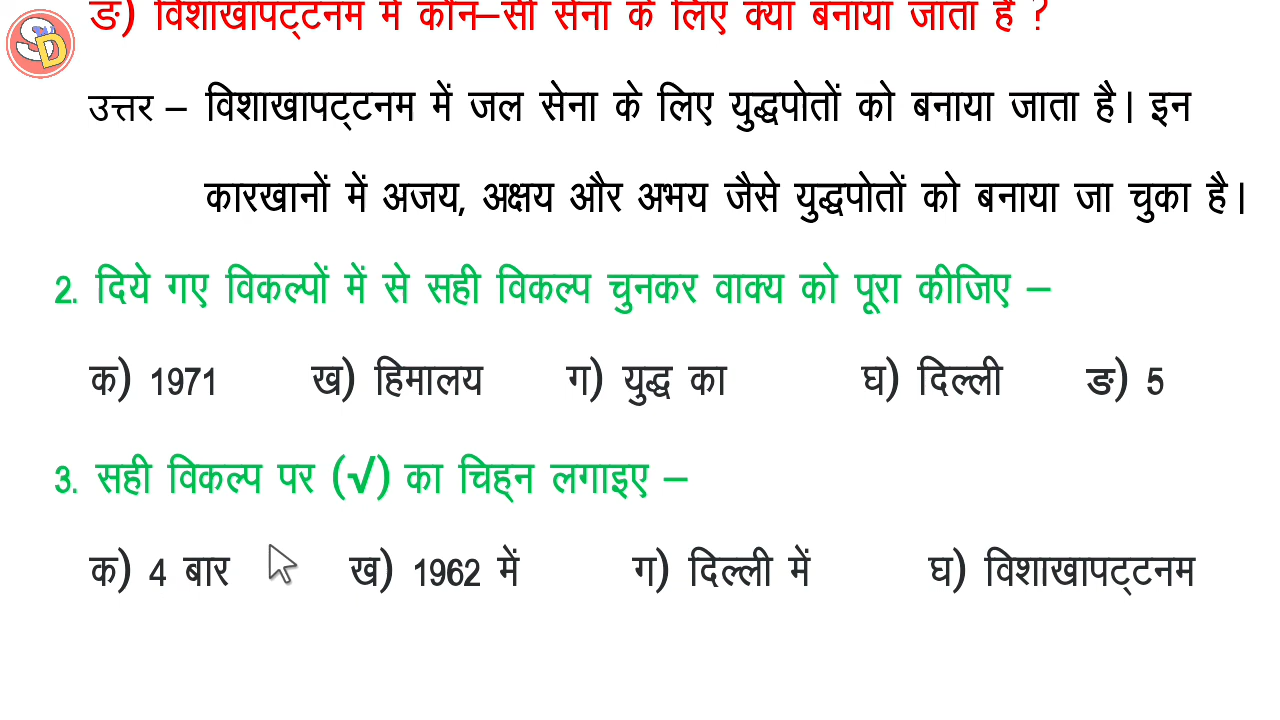 ङ) विशाखापट्टनम में कौन–सी सेना के लिए क्या बनाया जाता है ?
उत्तर – विशाखापट्टनम में जल सेना के लिए युद्धपोतों को बनाया जाता है। इन
कारखानों में अजय, अक्षय और अभय जैसे युद्धपोतों को बनाया जा चुका है।
2. दिये गए विकल्पों में से सही विकल्प चुनकर वाक्य को पूरा कीजिए –
क) 1971 ख) हिमालय ग) युद्ध का घ) दिल्ली ङ) 5
3. सही विकल्प पर (√) का चिह्न लगाइए –
क) 4 बार ख) 1962 में ग) दिल्ली में घ) विशाखापट्टनम
SD